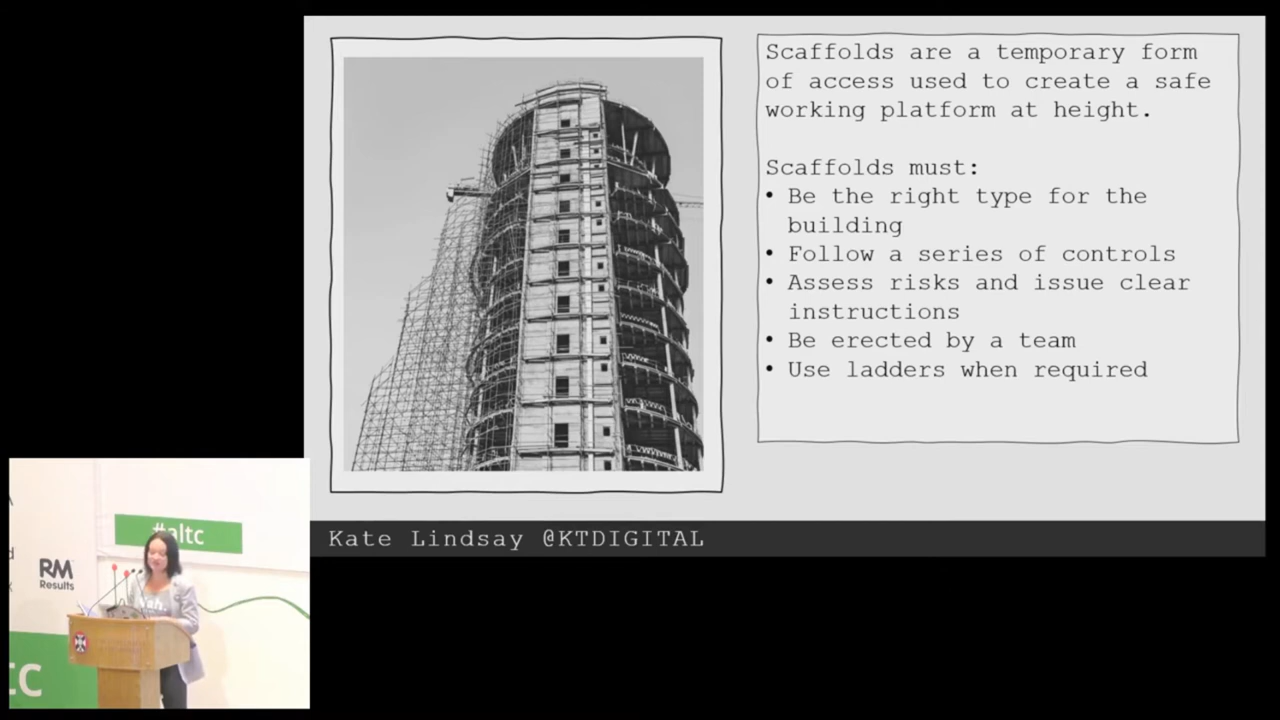 Scaffolds are a temporary form
of access used to create a safe
working platform at height.
Scaffolds must:
• Be the right type for the
building
• Follow a series of controls
• Assess risks and issue clear
instructions
• Be erected by a team
• Use ladders when required
Kate Lindsay @KTDIGITAL
#altc
RM
Results
tc